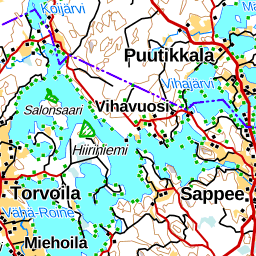 Koijärvi
Puutikkala
Vihajärvi
Salonsaari
Vihavuosi
Hiiriniemi
Torvoila
Sappee
Vähä-Roine
Miehoila